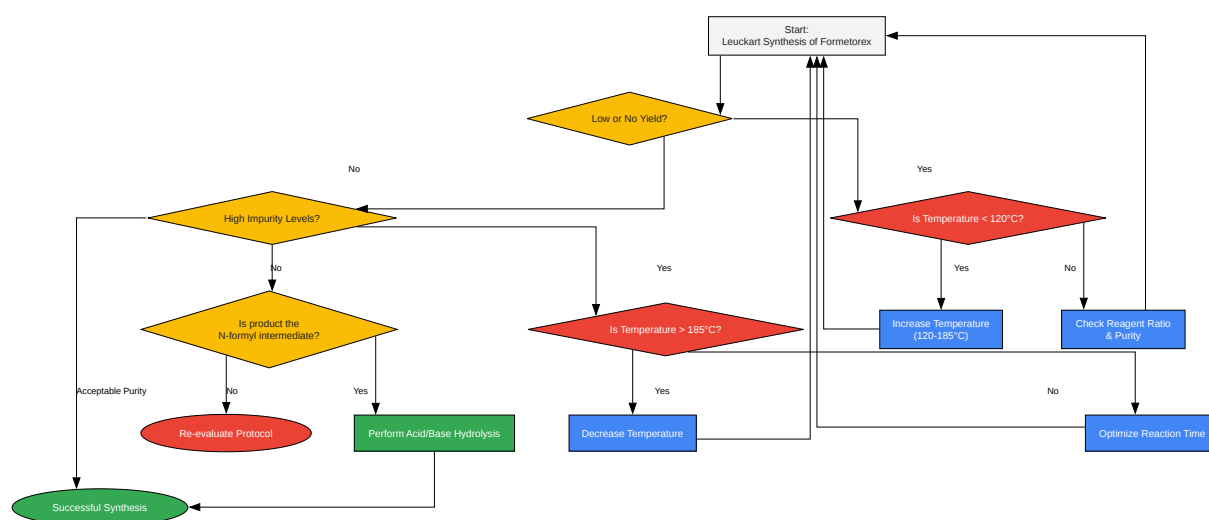 Start:
Leuckart Synthesis of Formetorex
Low or No Yield?
No
Yes
High Impurity Levels?
Is Temperature < 120°C?
No
Yes
Yes
No
Is product the
N-formyl intermediate?
Is Temperature > 185°C?
Increase Temperature
(120-185°C)
Check Reagent Ratio
& Purity
Acceptable Purity
No
Yes
Yes
No
Re-evaluate Protocol
Perform Acid/Base Hydrolysis
Decrease Temperature
Optimize Reaction Time
Successful Synthesis